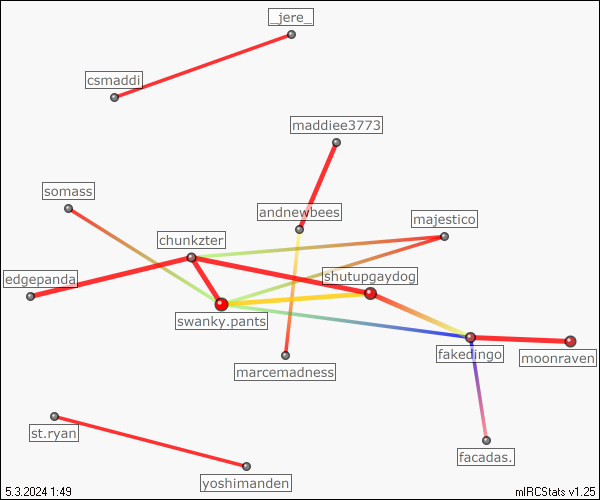 _jere_
csmaddi
maddiee3773
somass
andnewbees
majestico
chunkzter
edgepanda
shutupgaydog
swanky.pants
fakedingo
moonraven
marcemadness
st.ryan
facadas.
yoshimanden
5.3.2024 1:49
mIRCStats v1.25